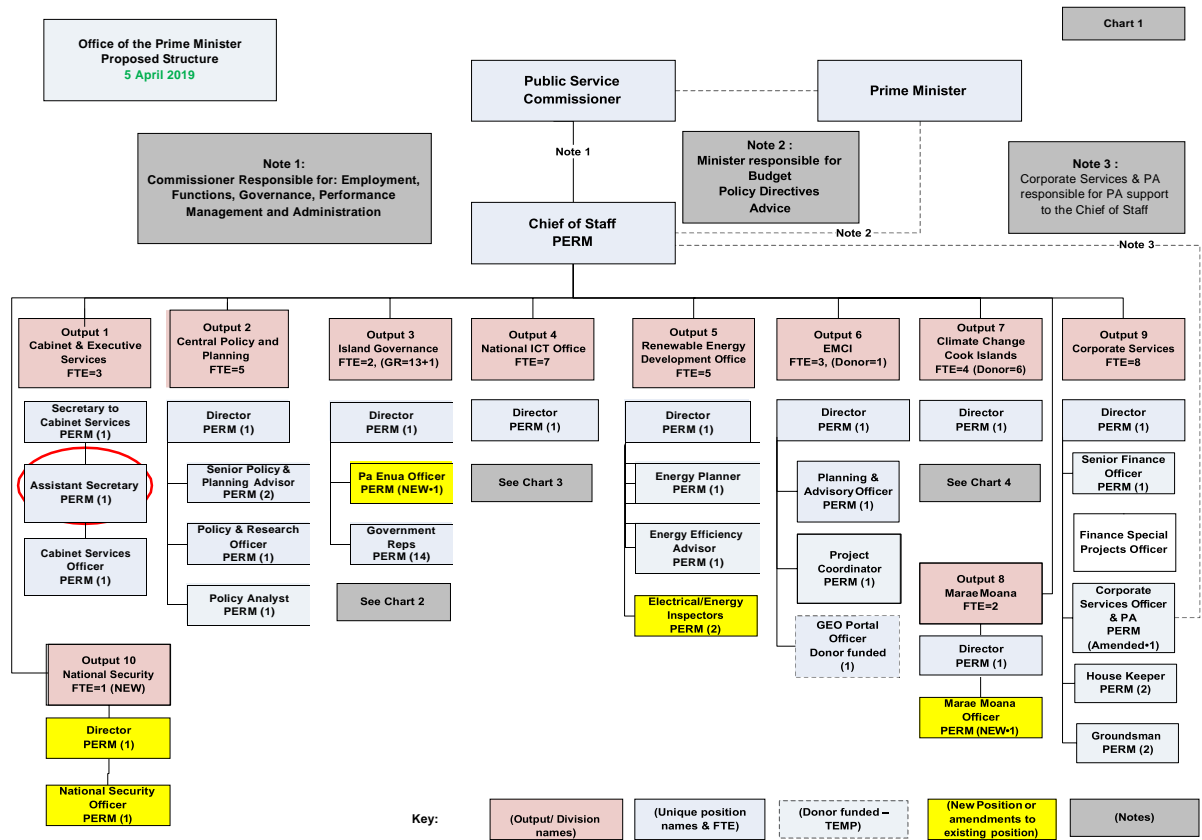 Office of the Prime Minister
Proposed Structure
5 April 2019
Chart 1
Public Service
Commissioner
Prime Minister
Note 1:
Commissioner Responsible for: Employment,
Functions, Governance, Performance
Management and Administration
Note 1
Note 2 :
Minister responsible for
Budget
Policy Directives
Advice
Note 3 :
Corporate Services & PA
responsible for PA support
to the Chief of Staff
Chief of Staff
PERM
Note 2
Note 3
Output 1
Cabinet & Executive
Services
FTE=3
Secretary to
Cabinet Services
PERM (1)
Assistant Secretary
PERM (1)
Cabinet Services
Officer
PERM (1)
Output 2
Central Policy and
Planning
FTE=5
Director
PERM (1)
Senior Policy &
Planning Advisor
PERM (2)
Policy & Research
Officer
PERM (1)
Policy Analyst
PERM (1)
Output 3
Island Governance
FTE=2, (GR=13+1)
Director
PERM (1)
Pa Enua Officer
PERM (NEW•1)
Government
Reps
PERM (14)
See Chart 2
Output 4
National ICT Office
FTE=7
Director
PERM (1)
See Chart 3
Output 5
Renewable Energy
Development Office
FTE=5
Director
PERM (1)
Energy Planner
PERM (1)
Energy Efficiency
Advisor
PERM (1)
Electrical/Energy
Inspectors
PERM (2)
Output 6
EMCI
FTE=3, (Donor=1)
Director
PERM (1)
Planning &
Advisory Officer
PERM (1)
Project
Coordinator
PERM (1)
GEO Portal
Officer
Donor funded
(1)
Output 7
Climate Change
Cook Islands
FTE=4 (Donor=6)
Director
PERM (1)
See Chart 4
Output 8
Marae Moana
FTE=2
Director
PERM (1)
Marae Moana
Officer
PERM (NEW•1)
Output 9
Corporate Services
FTE=8
Director
PERM (1)
Senior Finance
Officer
PERM (1)
Finance Special
Projects Officer
Corporate
Services Officer
& PA
PERM
(Amended•1)
House Keeper
PERM (2)
Groundsman
PERM (2)
Output 10
National Security
FTE=1 (NEW)
Director
PERM (1)
National Security
Officer
PERM (1)
Key:
(Output/ Division
names)
(Unique position
names & FTE)
(Donor funded –
TEMP)
(New Position or
amendments to
existing position)
(Notes)